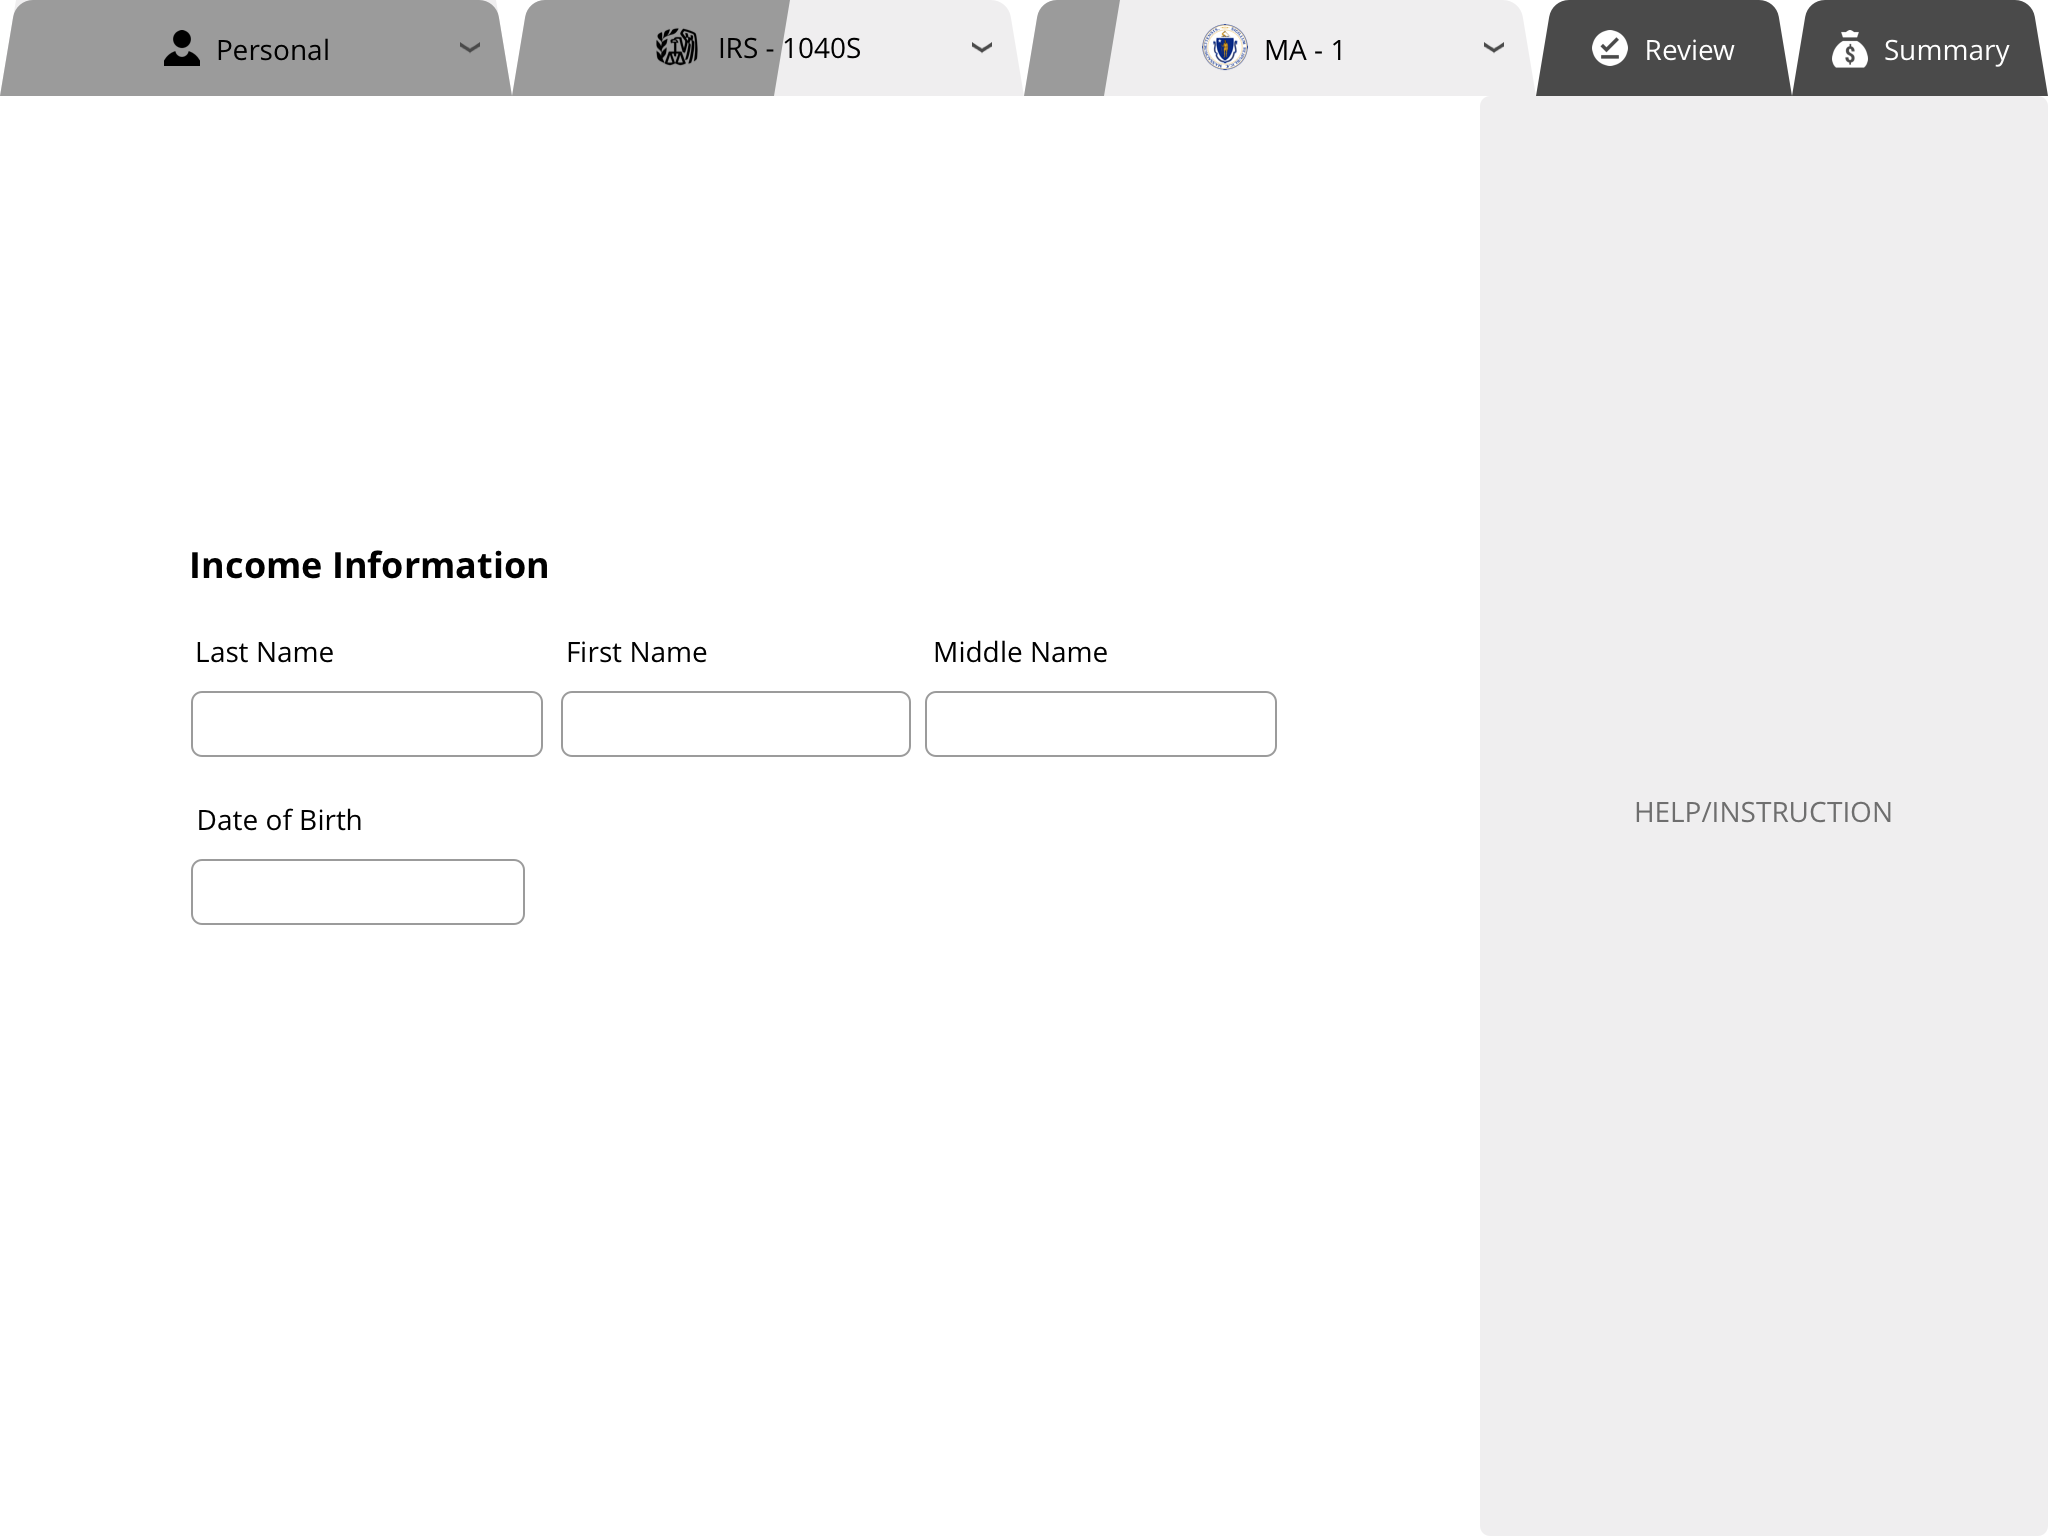 Personal
IRS - 1040S
MA - 1
Review
Summary
Income Information
Last Name
First Name
Middle Name
Date of Birth
HELP/INSTRUCTION